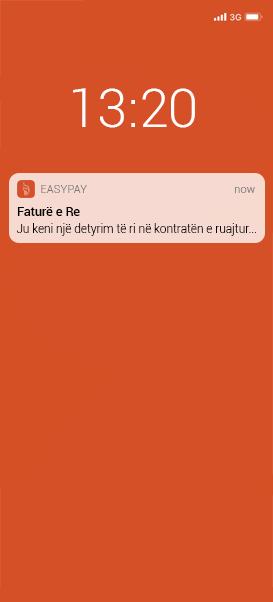 3G
13:20
EASYPAY now
Faturë e Re
Ju keni një detyrim të ri në kontratën e ruajtur...